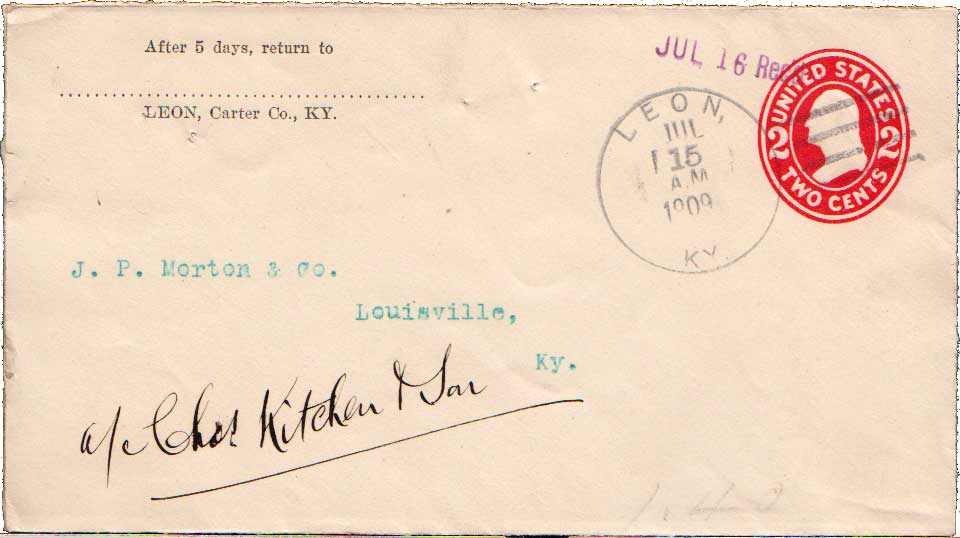 After 5 days, return to
LEON, Carter Co., KY.
JUL 16 Rec'd
LEON,
JUL
15
A.M
1909
KY.
UNITED STATES
2 2
TWO CENTS
J. P. Morton & Co.
Louisville,
Ky.
a/c Chas Kitchen & Son